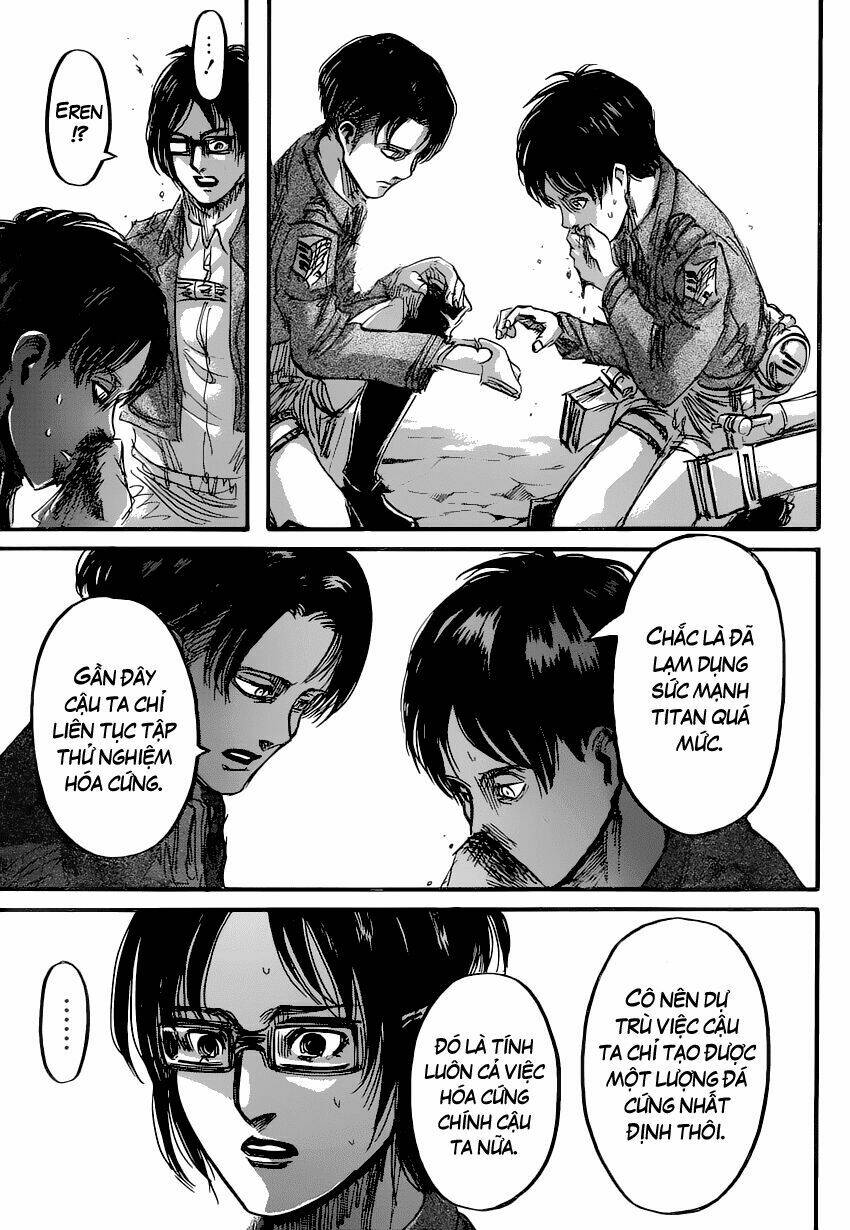 ....!
EREN
!?
CHẮC LÀ ĐÃ
LẠM DỤNG
SỨC MẠNH
TITAN QUÁ
MỨC.
GẦN ĐÂY
CẬU TA CHỈ
LIÊN TỤC TẬP
THỬ NGHIỆM
HÓA CỨNG.
CÔ NÊN DỰ
TRÙ VIỆC CẬU
TA CHỈ TẠO ĐƯỢC
MỘT LƯỢNG ĐÁ
CỨNG NHẤT
ĐỊNH THÔI.
ĐÓ LÀ TÍNH
LUÔN CẢ VIỆC
HÓA CỨNG
CHÍNH CẬU
TA NỮA.
......